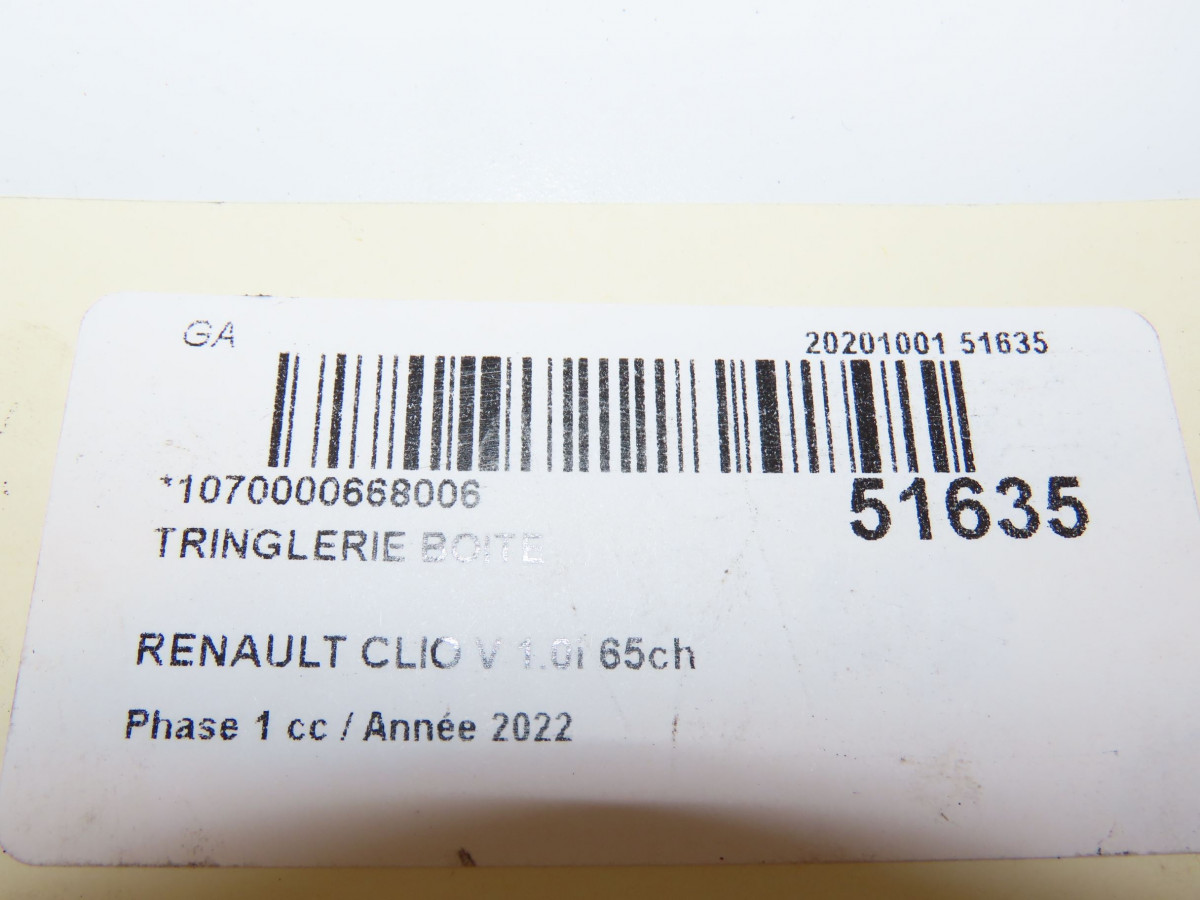 GA
20201001 51635
*1070000668006
51635
TRINGLERIE BOITE
RENAULT CLIO V 1.0i 65ch
Phase 1 cc / Année 2022